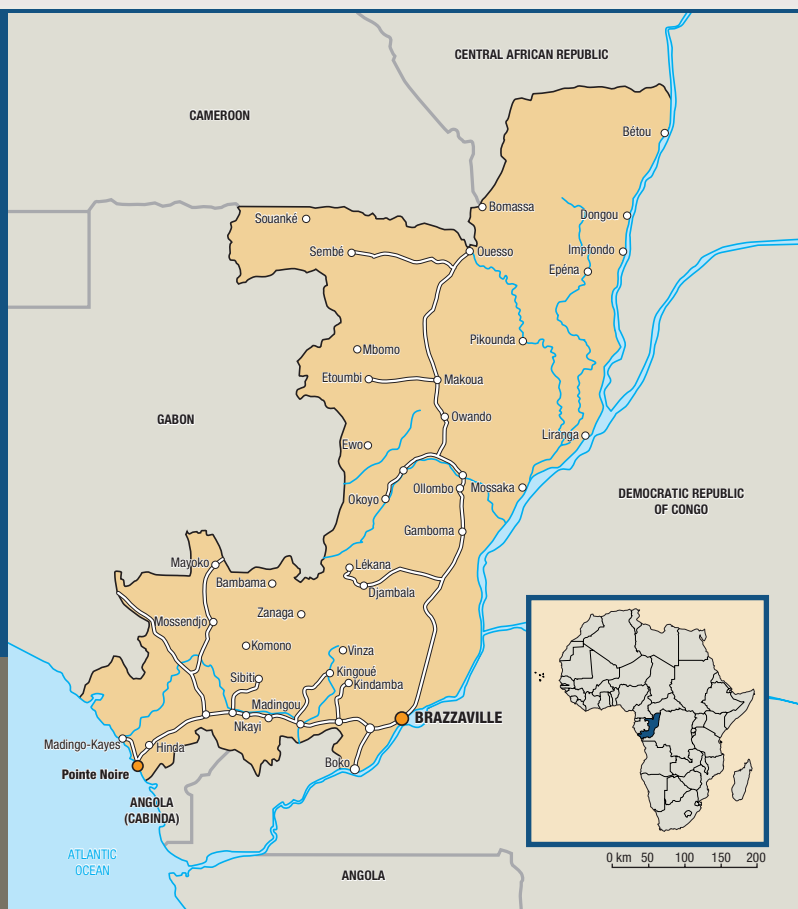 CENTRAL AFRICAN REPUBLIC
CAMEROON
Bétou
Bomassa
Dongou
Souanké
Impfondo
Sembé
Ouesso
Epéna
Pikounda
Mbomo
Etoumbi
Makoua
GABON
Owando
Liranga
Ewo
Ollombo
Mossaka
Okoyo
DEMOCRATIC REPUBLIC
OF CONGO
Gamboma
Mayoko
Lékana
Bambama
Djambala
Zanaga
Mossendjo
Komono
Vinza
Sibiti
Kingoué
Kindamba
Madingou
BRAZZAVILLE
Nkayi
Madingo-Kayes
Hinda
Boko
Pointe Noire
ANGOLA
(CABINDA)
ATLANTIC
OCEAN
ANGOLA
0 km 50 100 150 200